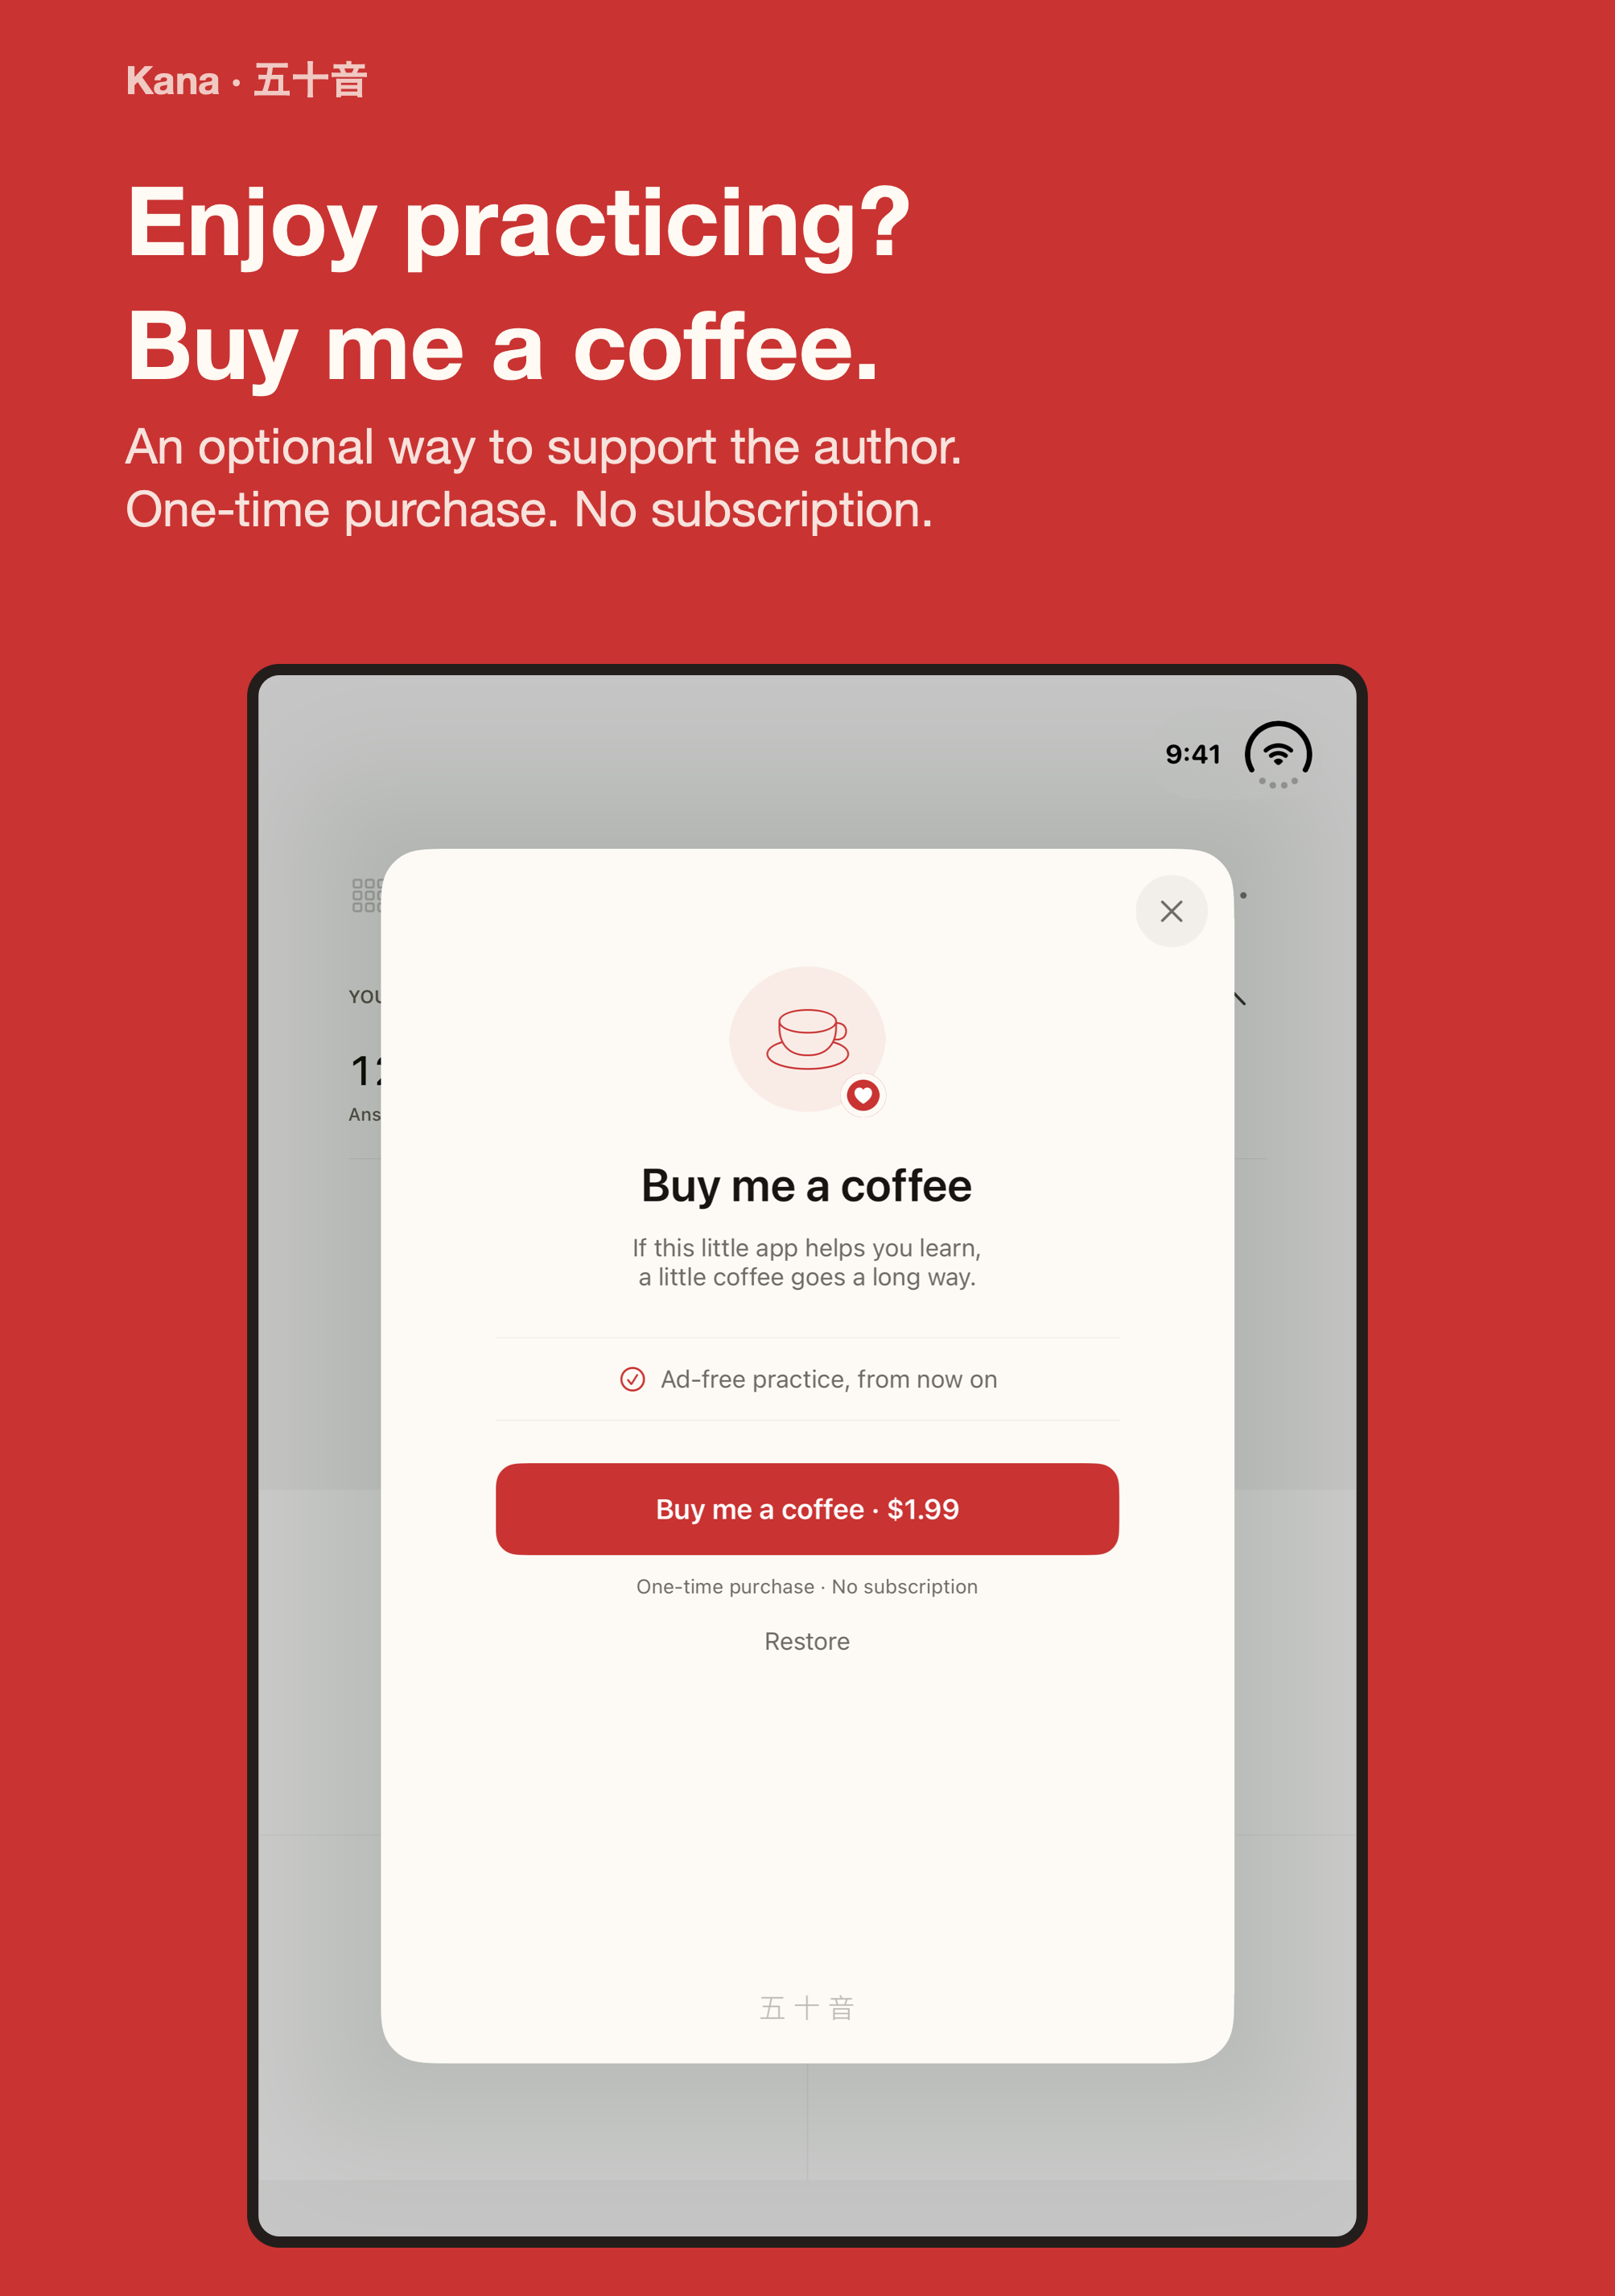 Kana · 五十音
Enjoy practicing?
Buy me a coffee.
An optional way to support the author.
One-time purchase. No subscription.
9:41
YOU
12
Ans
Buy me a coffee
If this little app helps you learn,
a little coffee goes a long way.
Ad-free practice, from now on
Buy me a coffee · $1.99
One-time purchase · No subscription
Restore
五十音